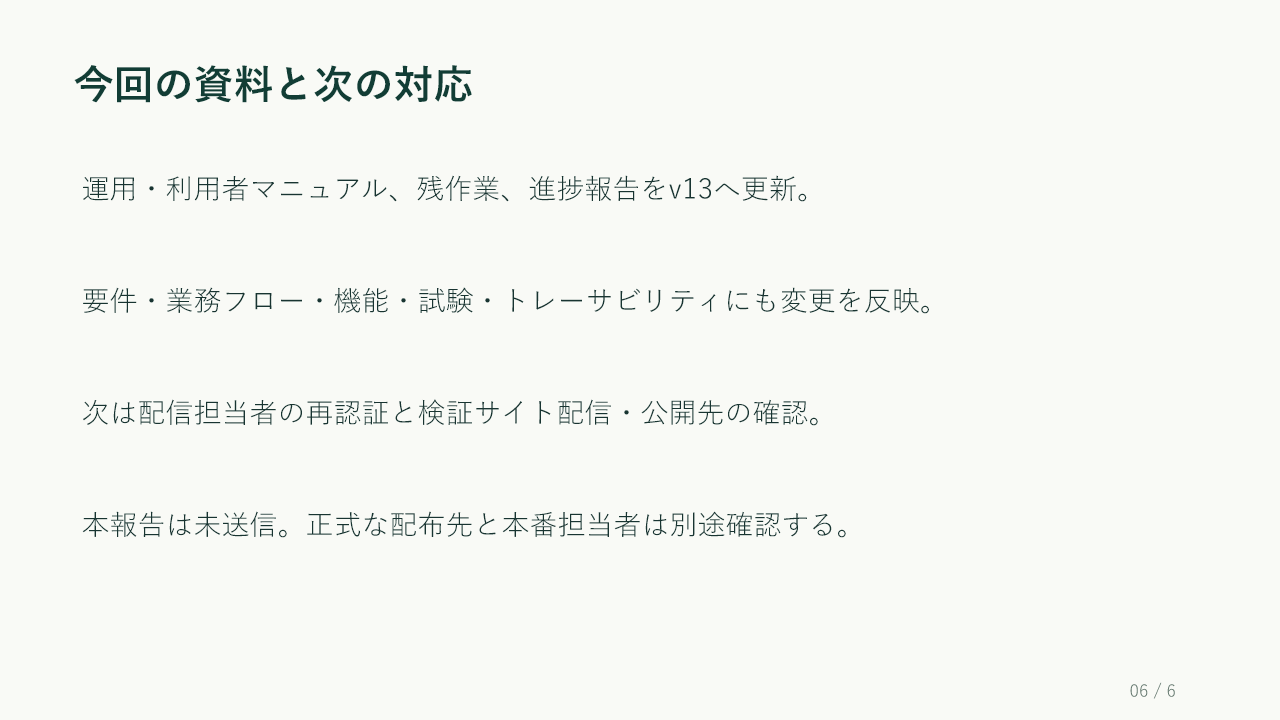 今回の資料と次の対応
運用・利用者マニュアル、残作業、進捗報告をv13へ更新。
要件・業務フロー・機能・試験・トレーサビリティにも変更を反映。
次は配信担当者の再認証と検証サイト配信・公開先の確認。
本報告は未送信。正式な配布先と本番担当者は別途確認する。
06 / 6